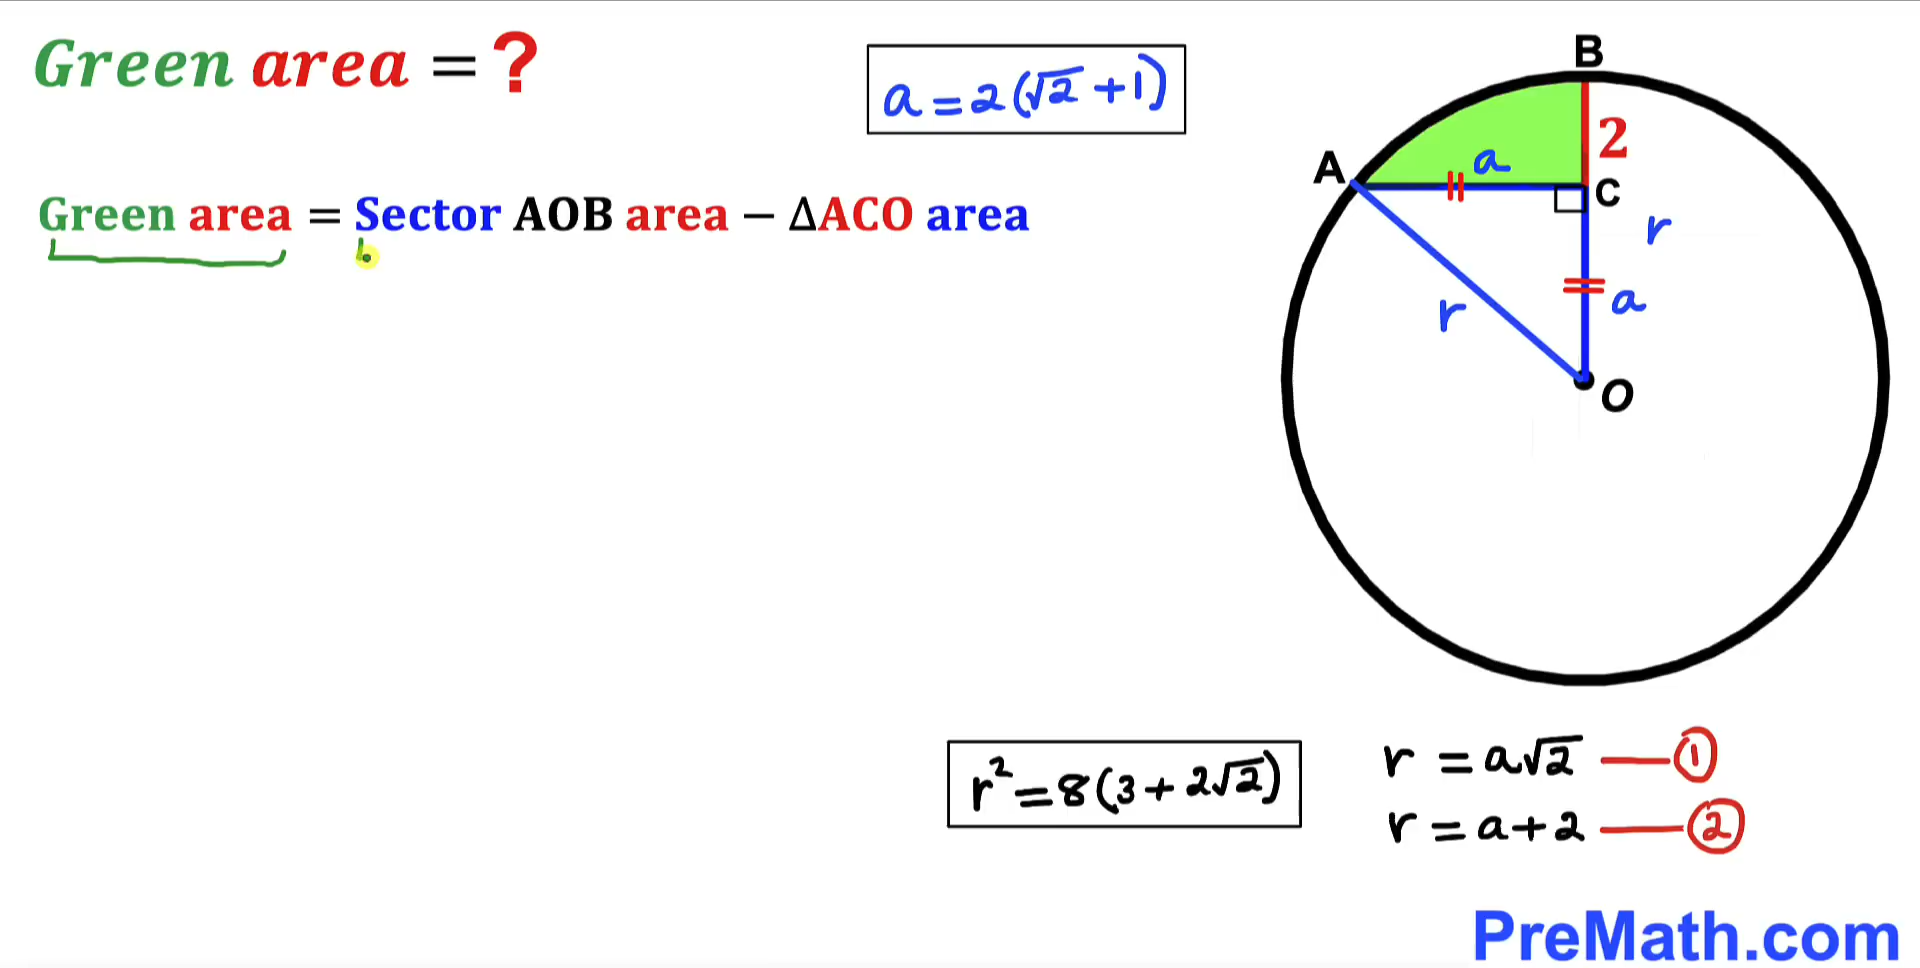 Green area = ?
a = 2(√2 + 1)
Green area = Sector AOB area − ΔACO area
B
2
A
a
C
r
r
a
O
r² = 8(3 + 2√2)
r = a√2 — ①
r = a + 2 — ②
PreMath.com